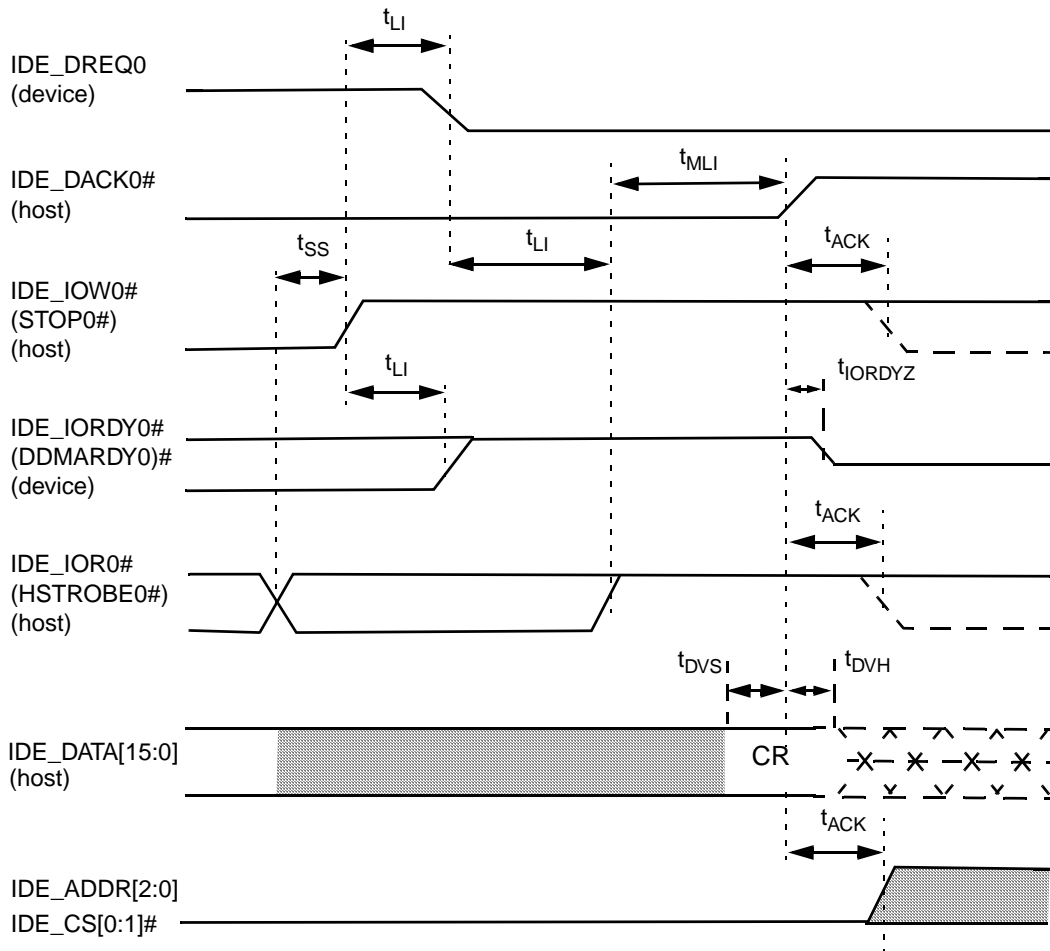 tLI
IDE_DREQ0
(device)
tMLI
IDE_DACK0#
(host)
tSS
tLI
tACK
IDE_IOW0#
(STOP0#)
(host)
tLI
tIORDYZ
IDE_IORDY0#
(DDMARDY0)#
(device)
tACK
IDE_IOR0#
(HSTROBE0#)
(host)
tDVS
tDVH
IDE_DATA[15:0]
(host)
CR
tACK
IDE_ADDR[2:0]
IDE_CS[0:1]#